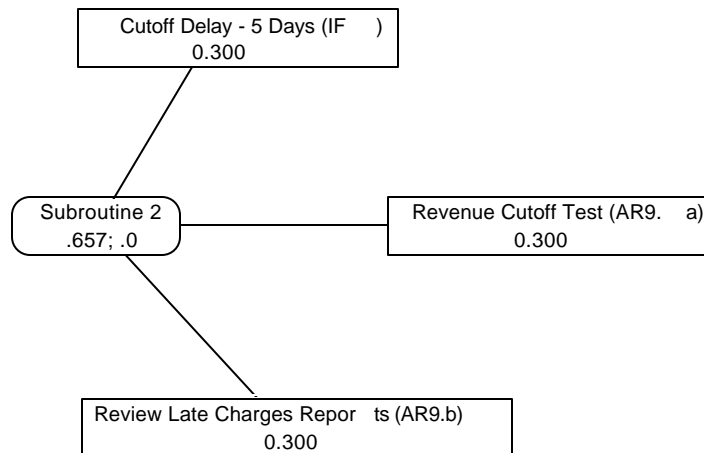 Cutoff Delay - 5 Days (IF )
0.300
Subroutine 2
.657; .0
Revenue Cutoff Test (AR9. a)
0.300
Review Late Charges Repor ts (AR9.b)
0.300